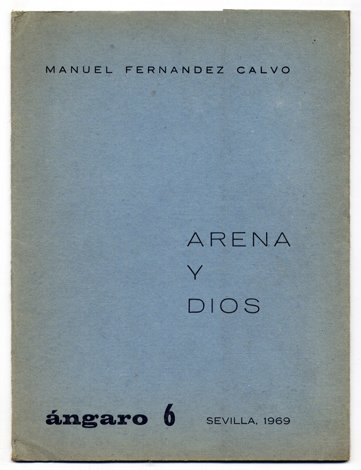 MANUEL FERNANDEZ CALVO
ARENA
Y
DIOS
ángaro 6 SEVILLA, 1969